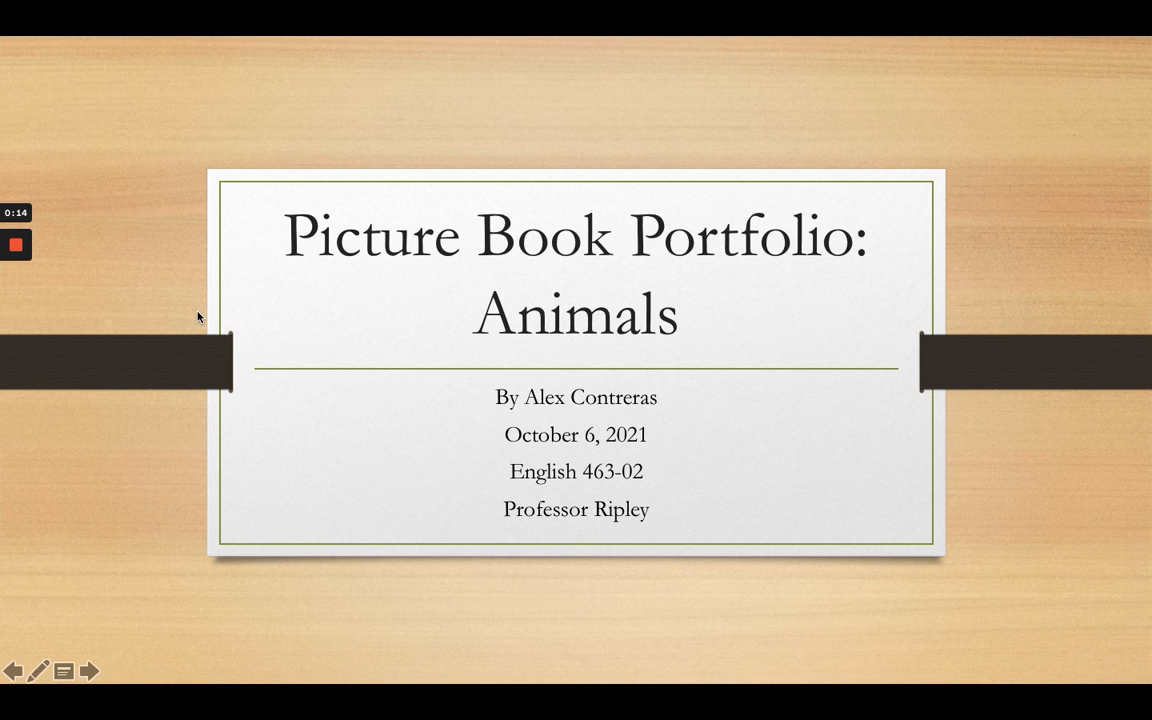 0:14
Picture Book Portfolio:
Animals
By Alex Contreras
October 6, 2021
English 463-02
Professor Ripley